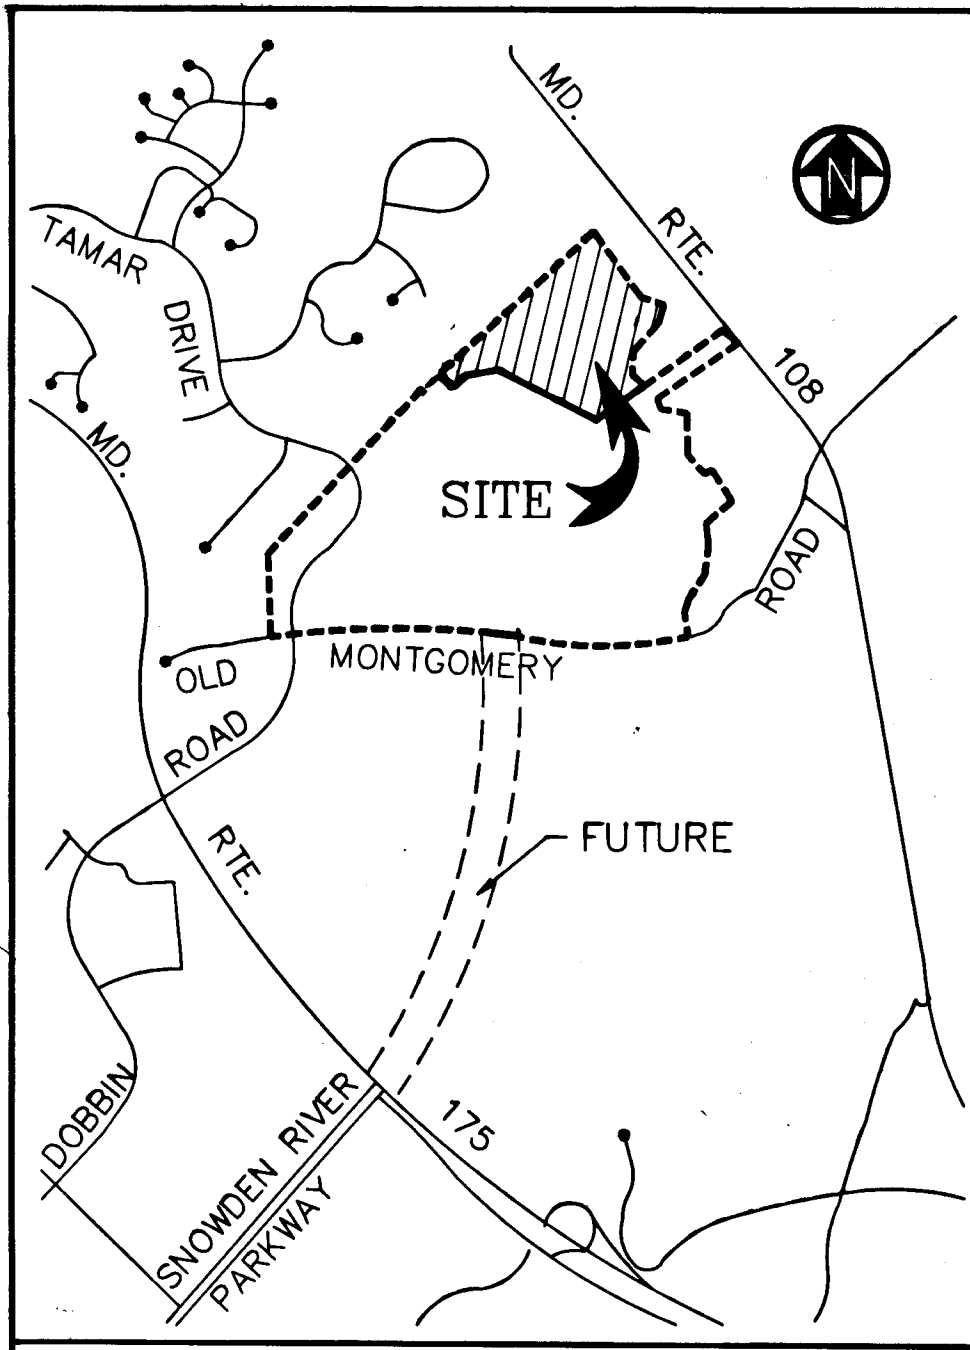 MD.
RTE.
108
N
TAMAR
DRIVE
MD.
SITE
ROAD
OLD
MONTGOMERY
ROAD
RTE.
FUTURE
DOBBIN
SNOWDEN RIVER
PARKWAY
175